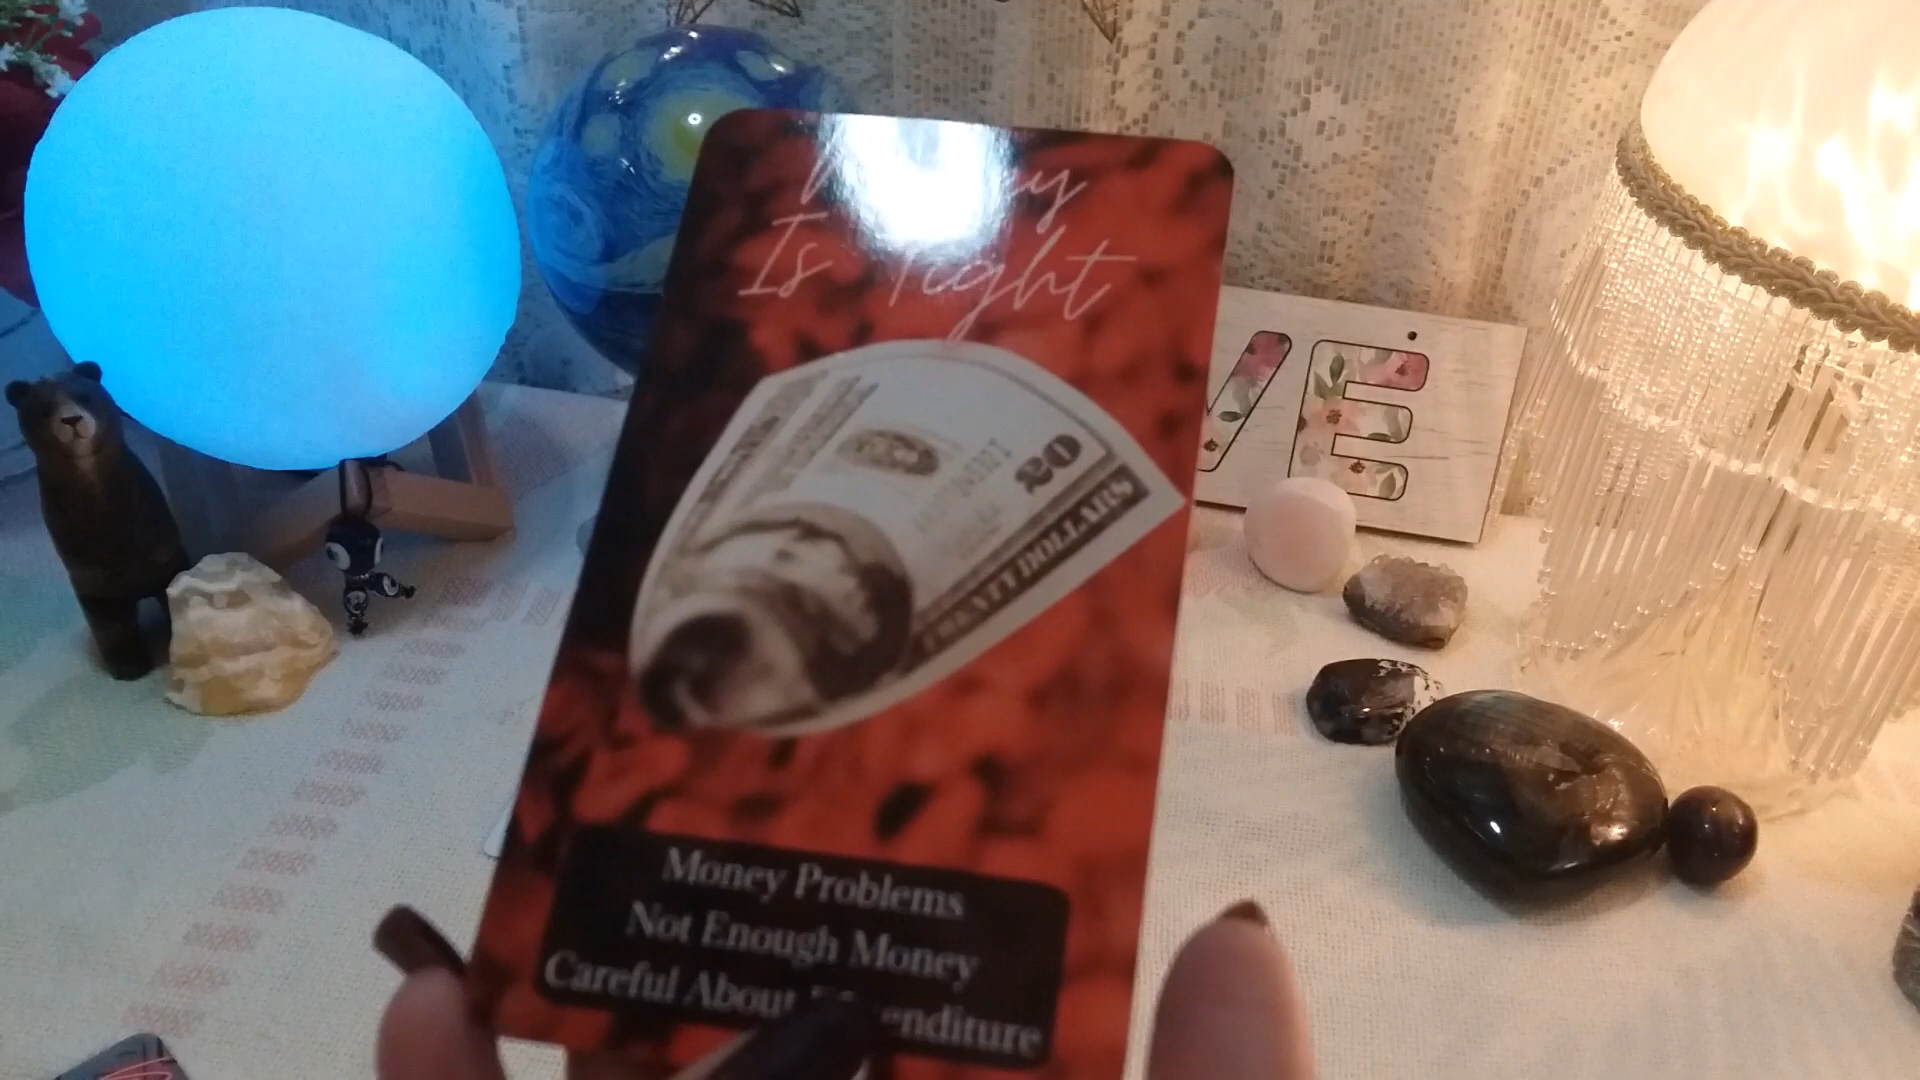 Is Tight
20
TWENTY DOLLARS
VE
Money Problems
Not Enough Money
Careful About